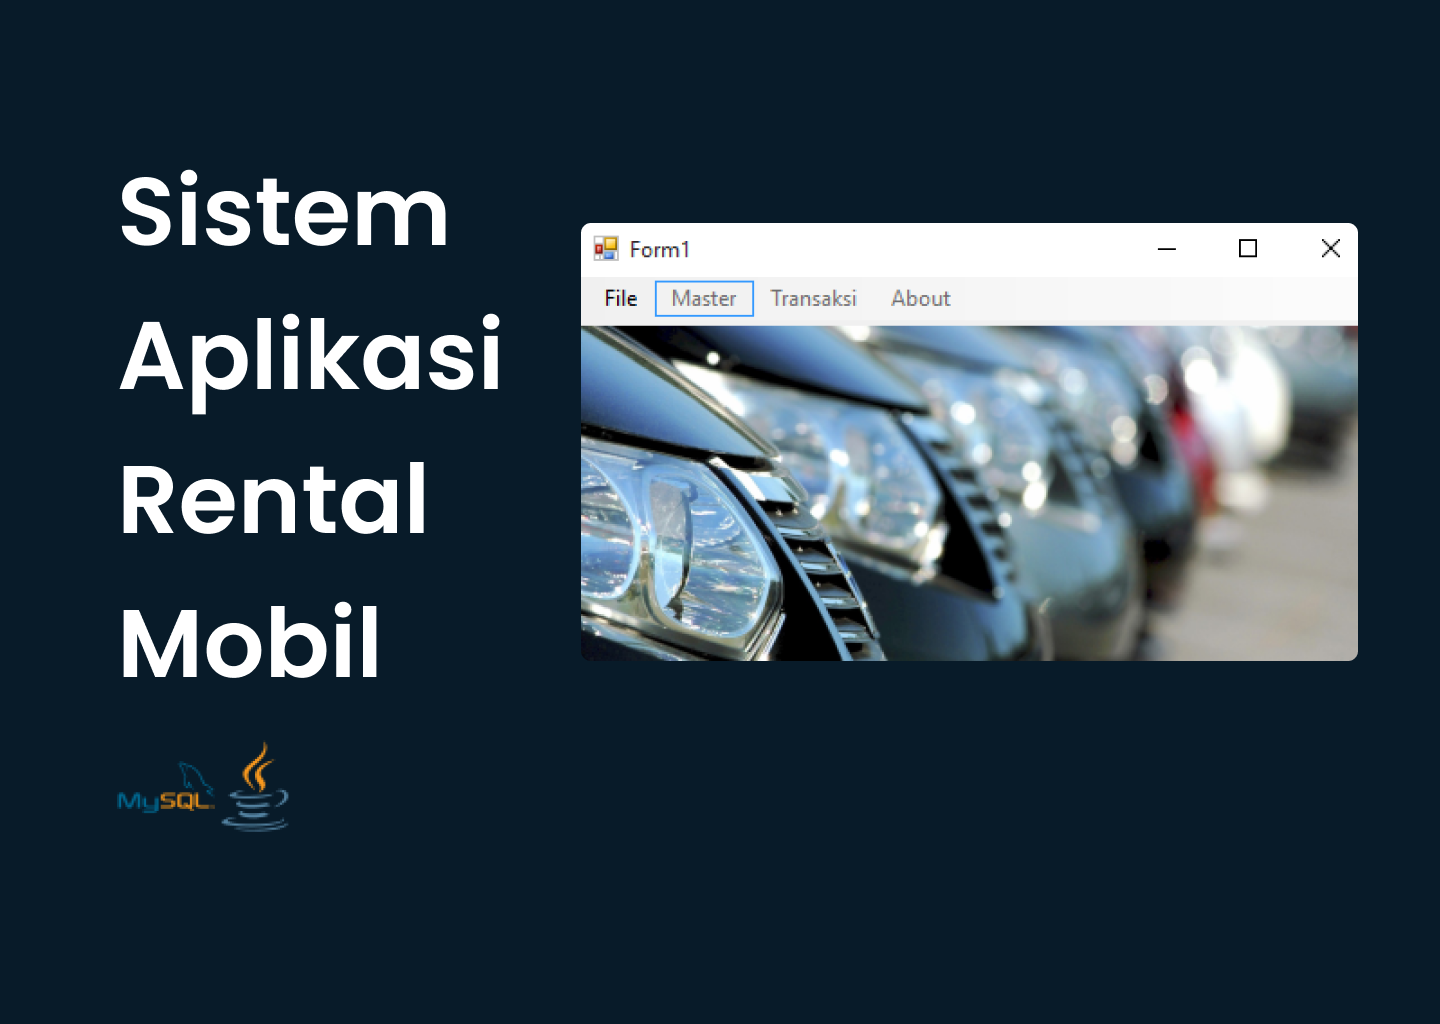 Sistem
Aplikasi
Rental
Mobil
MySQL
Form1
File Master Transaksi About